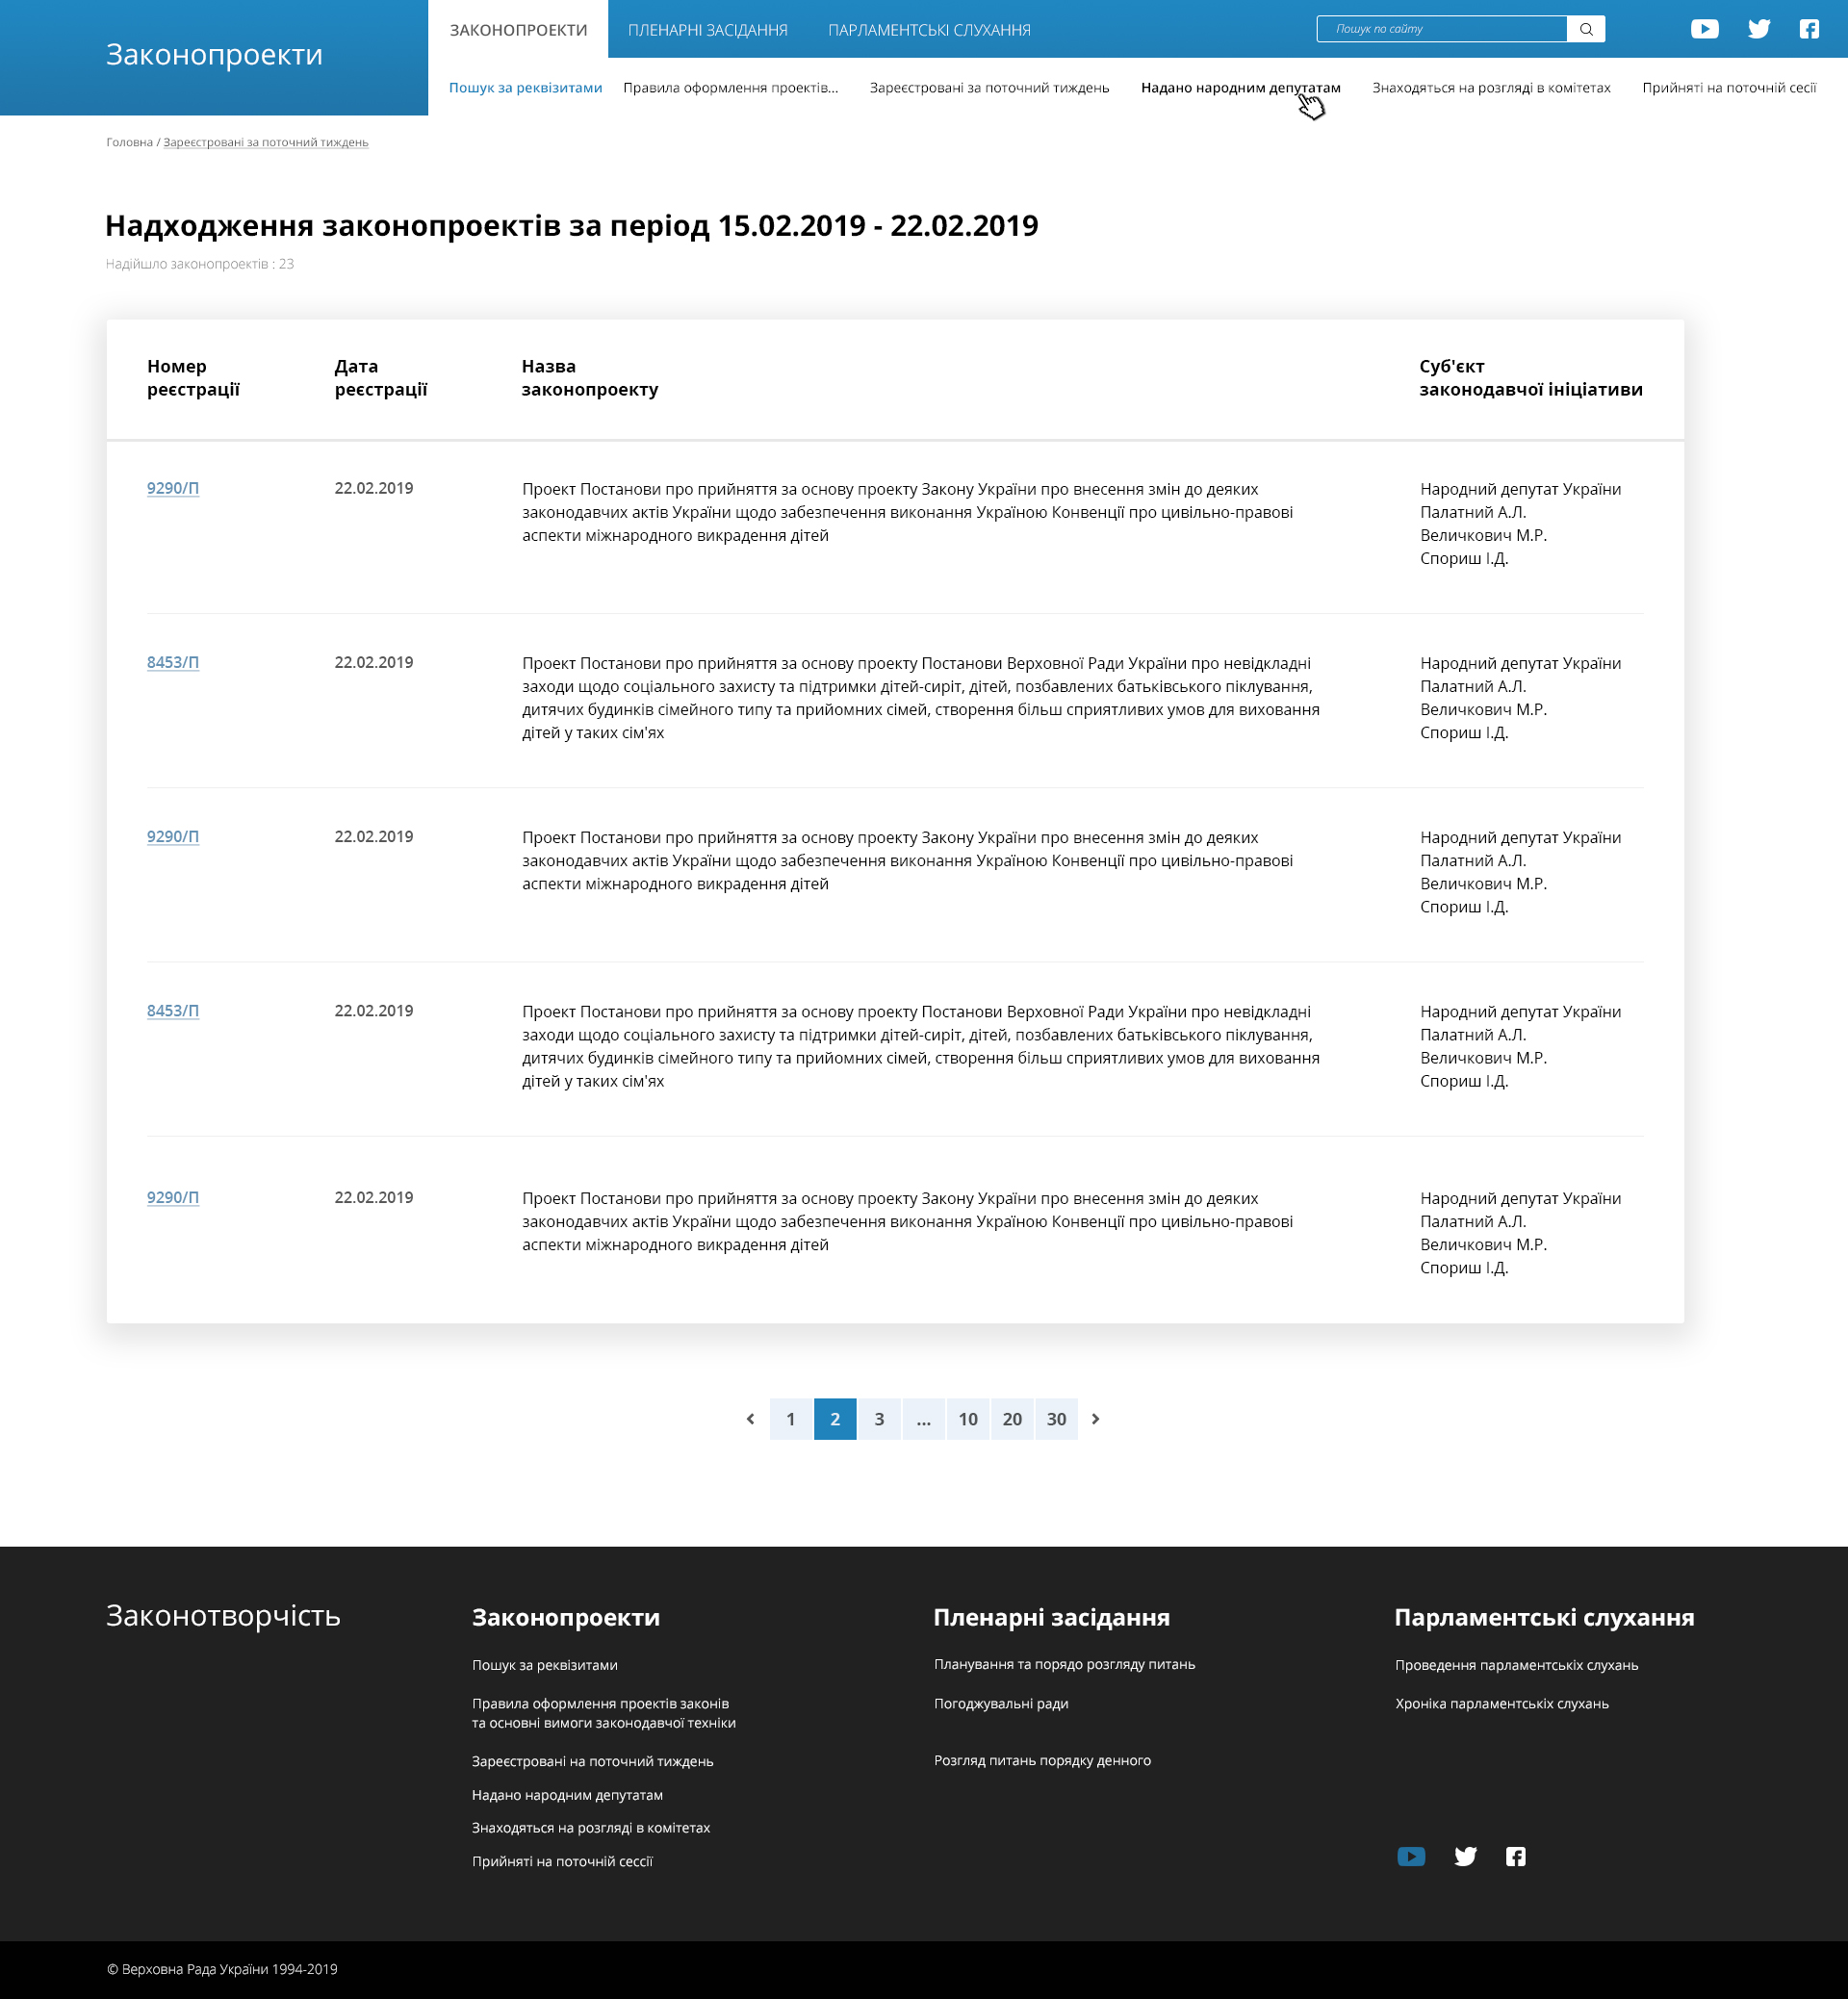 Законопроекти
ЗАКОНОПРОЕКТИ
ПЛЕНАРНІ ЗАСІДАННЯ
ПАРЛАМЕНТСЬКІ СЛУХАННЯ
Пошук по сайту
Пошук за реквізитами
Правила оформлення проектів...
Зареєстровані за поточний тиждень
Надано народним депутатам
Знаходяться на розгляді в комітетах
Прийняті на поточній сесії
Головна / Зареєстровані за поточний тиждень
Надходження законопроектів за період 15.02.2019 - 22.02.2019
Надійшло законопроектів : 23
Номер
реєстрації
Дата
реєстрації
Назва
законопроекту
Суб'єкт
законодавчої ініціативи
9290/П
22.02.2019
Проект Постанови про прийняття за основу проекту Закону України про внесення змін до деяких
законодавчих актів України щодо забезпечення виконання Україною Конвенції про цивільно-правові
аспекти міжнародного викрадення дітей
Народний депутат України
Палатний А.Л.
Величкович М.Р.
Спориш І.Д.
8453/П
22.02.2019
Проект Постанови про прийняття за основу проекту Постанови Верховної Ради України про невідкладні
заходи щодо соціального захисту та підтримки дітей-сиріт, дітей, позбавлених батьківського піклування,
дитячих будинків сімейного типу та прийомних сімей, створення більш сприятливих умов для виховання
дітей у таких сім'ях
Народний депутат України
Палатний А.Л.
Величкович М.Р.
Спориш І.Д.
9290/П
22.02.2019
Проект Постанови про прийняття за основу проекту Закону України про внесення змін до деяких
законодавчих актів України щодо забезпечення виконання Україною Конвенції про цивільно-правові
аспекти міжнародного викрадення дітей
Народний депутат України
Палатний А.Л.
Величкович М.Р.
Спориш І.Д.
8453/П
22.02.2019
Проект Постанови про прийняття за основу проекту Постанови Верховної Ради України про невідкладні
заходи щодо соціального захисту та підтримки дітей-сиріт, дітей, позбавлених батьківського піклування,
дитячих будинків сімейного типу та прийомних сімей, створення більш сприятливих умов для виховання
дітей у таких сім'ях
Народний депутат України
Палатний А.Л.
Величкович М.Р.
Спориш І.Д.
9290/П
22.02.2019
Проект Постанови про прийняття за основу проекту Закону України про внесення змін до деяких
законодавчих актів України щодо забезпечення виконання Україною Конвенції про цивільно-правові
аспекти міжнародного викрадення дітей
Народний депутат України
Палатний А.Л.
Величкович М.Р.
Спориш І.Д.
1 2 3 ... 10 20 30
Законотворчість
Законопроекти
Пошук за реквізитами
Правила оформлення проектів законів
та основні вимоги законодавчої техніки
Зареєстровані на поточний тиждень
Надано народним депутатам
Знаходяться на розгляді в комітетах
Прийняті на поточній сессії
Пленарні засідання
Планування та порядо розгляду питань
Погоджувальні ради
Розгляд питань порядку денного
Парламентські слухання
Проведення парламентських слухань
Хроніка парламентських слухань
© Верховна Рада України 1994-2019